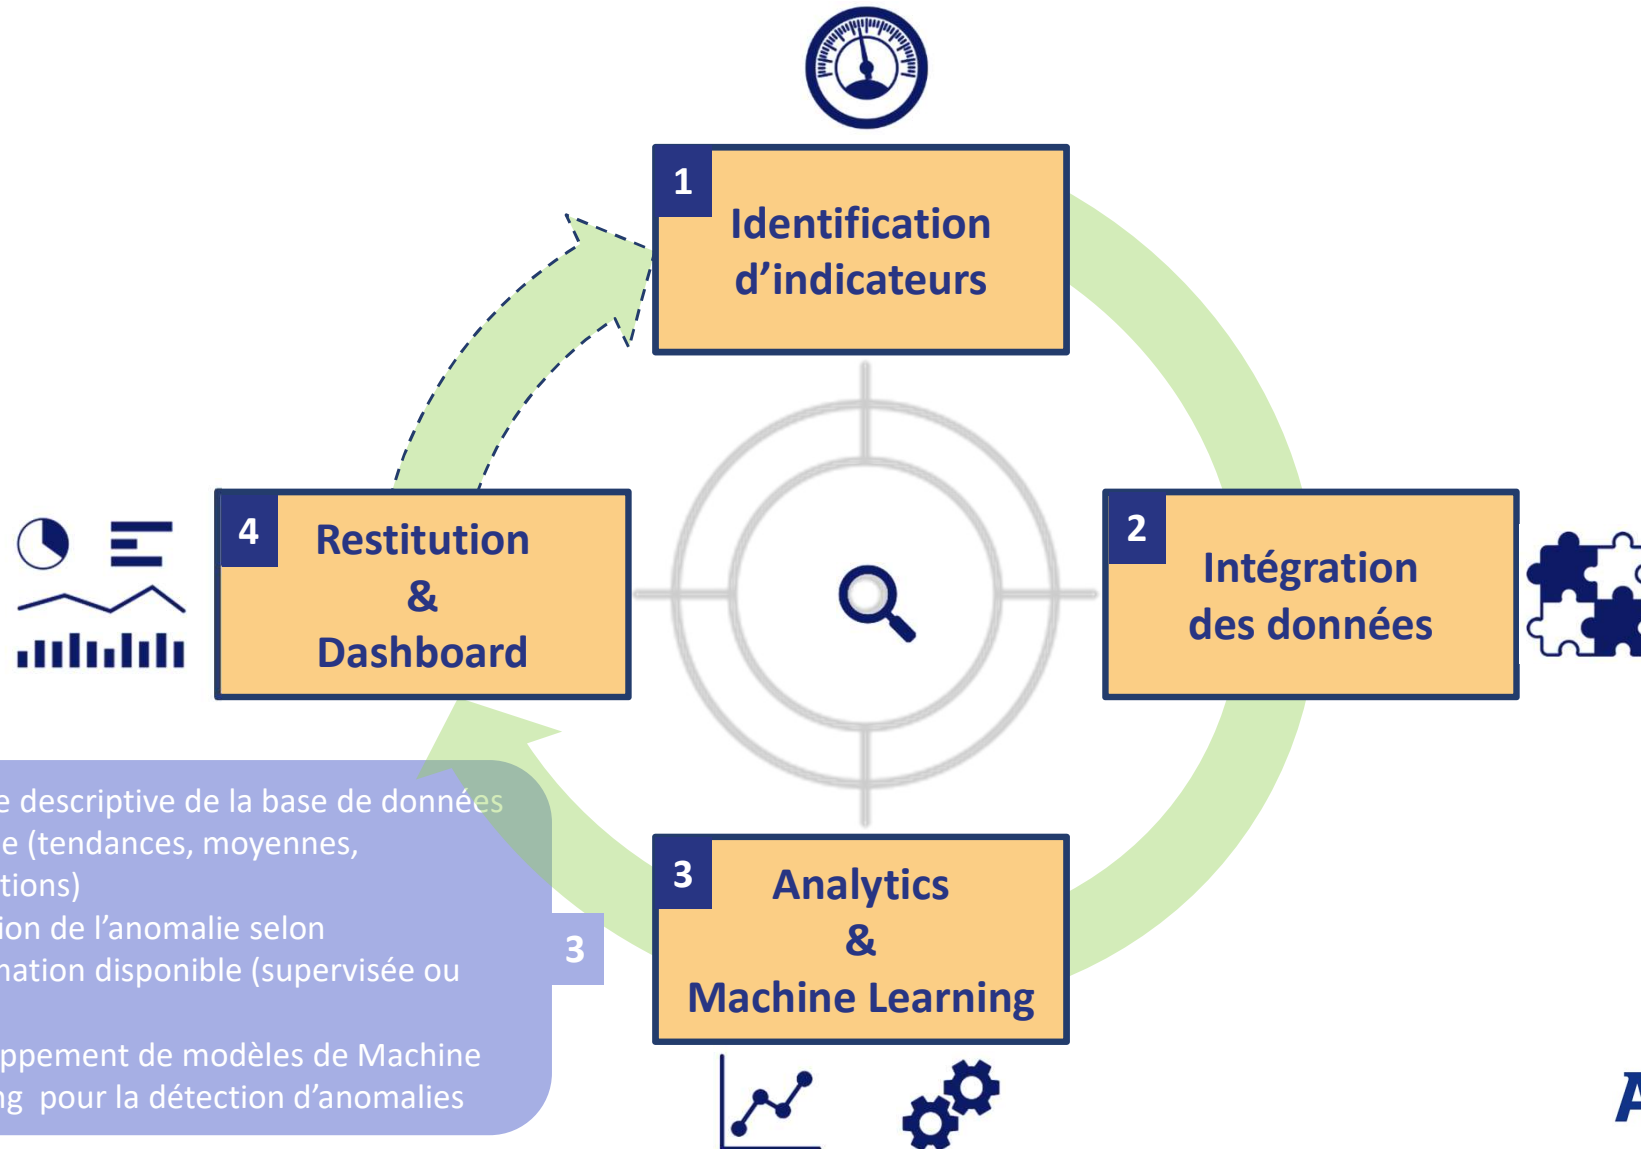 1
Identification
d’indicateurs
2
Intégration
des données
3
Analytics
&
Machine Learning
4
Restitution
&
Dashboard
e descriptive de la base de données
e (tendances, moyennes,
tions)
ion de l’anomalie selon
mation disponible (supervisée ou
ppement de modèles de Machine
ng pour la détection d’anomalies
3
A